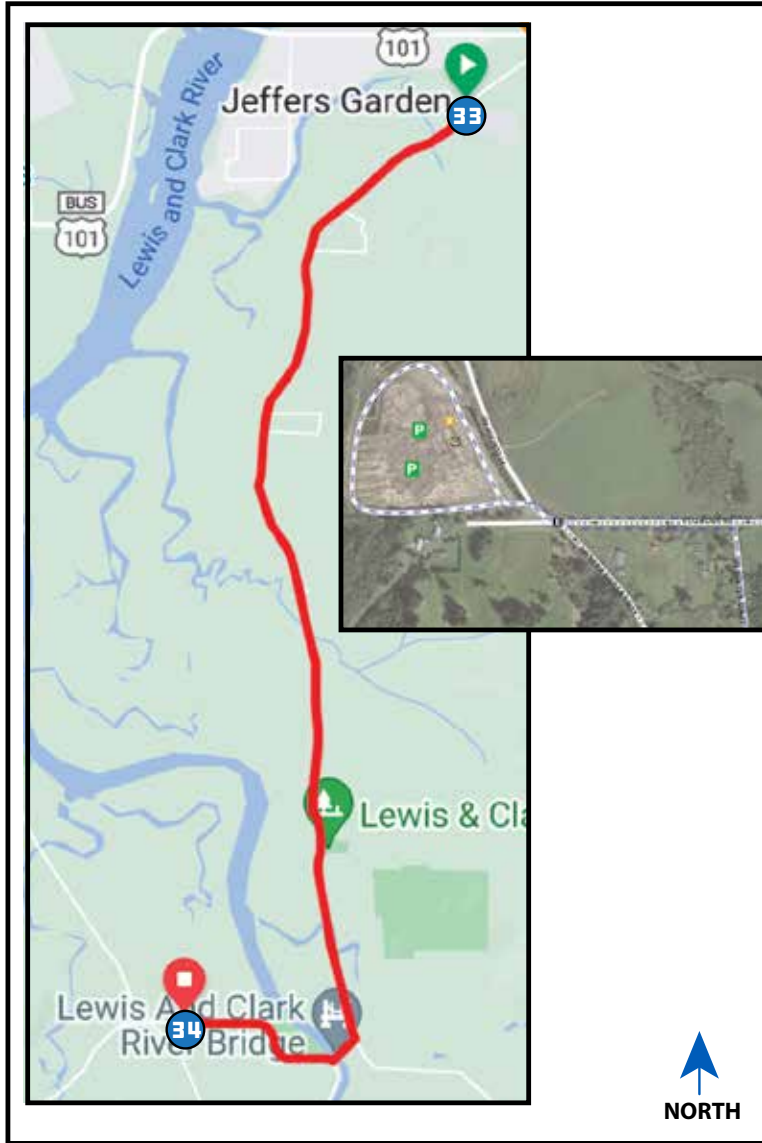 101
Jeffers Garden
33
Lewis and Clark River
BUS
101
P
P
Lewis & Cla
Lewis And Clark
River Bridge
34
NORTH